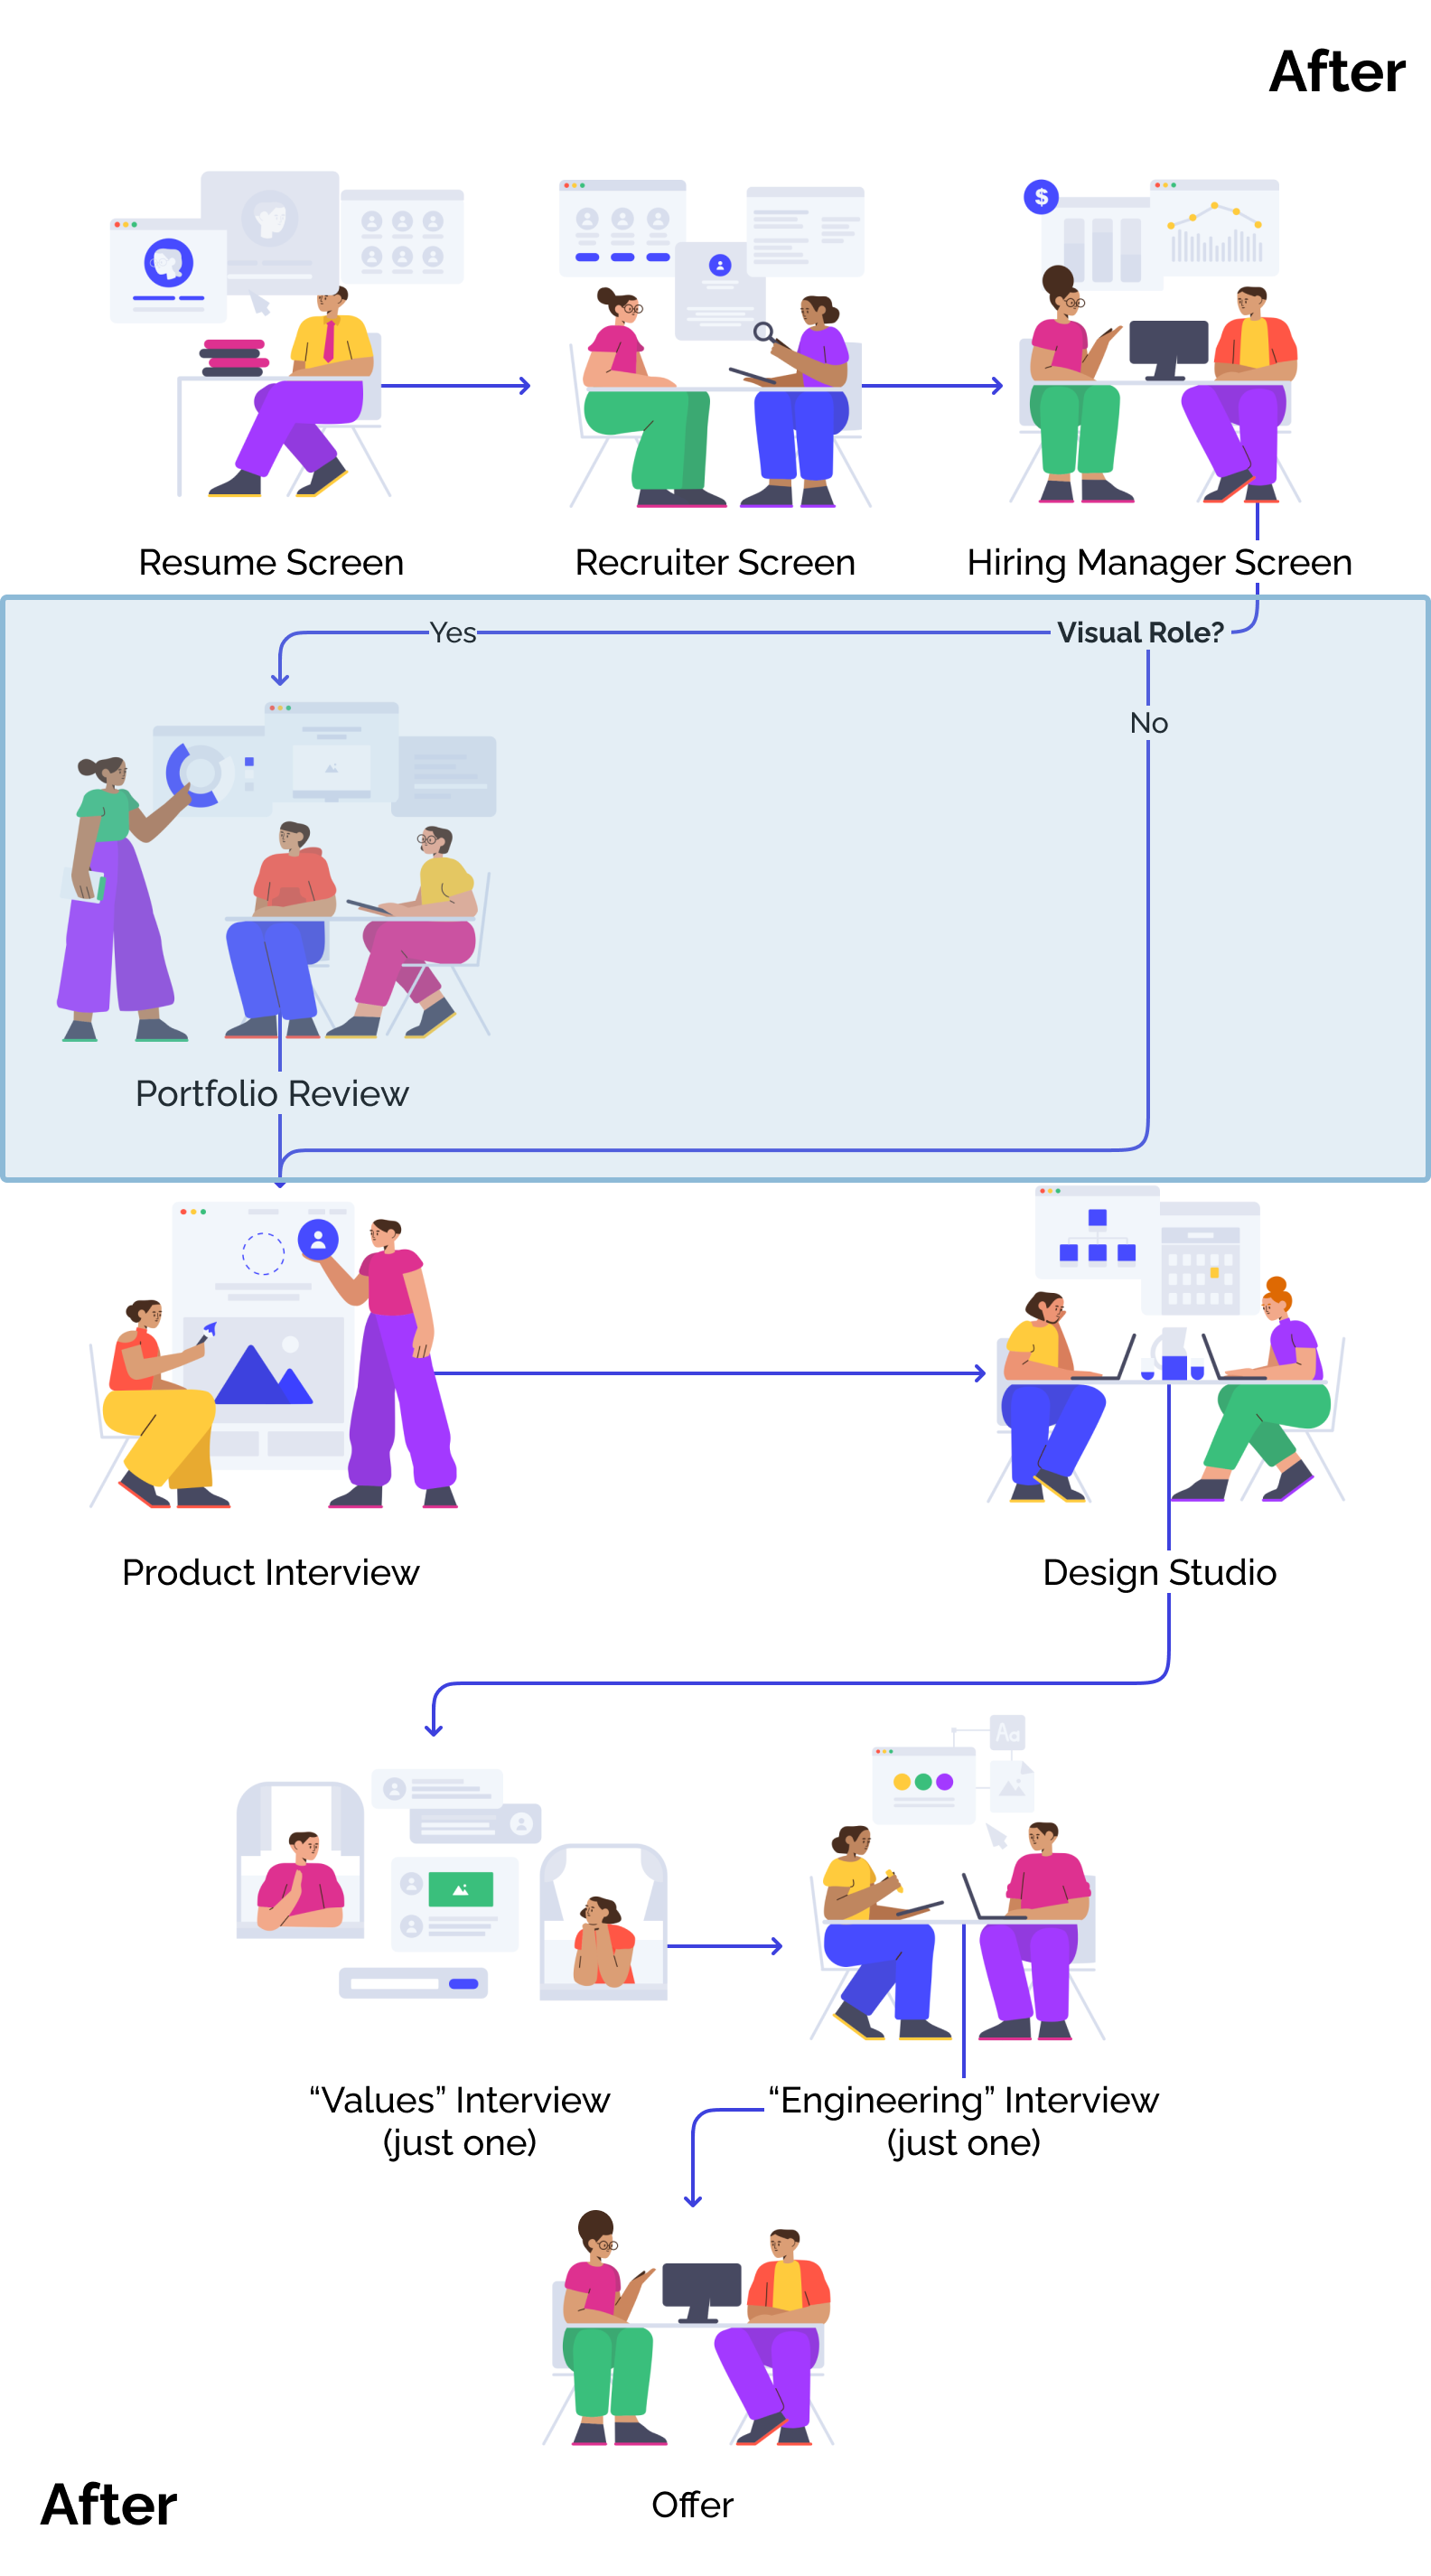 After
Resume Screen
Recruiter Screen
Hiring Manager Screen
Visual Role?
Yes
No
Portfolio Review
Product Interview
Design Studio
Aa
“Values” Interview
(just one)
“Engineering” Interview
(just one)
Offer
After
$